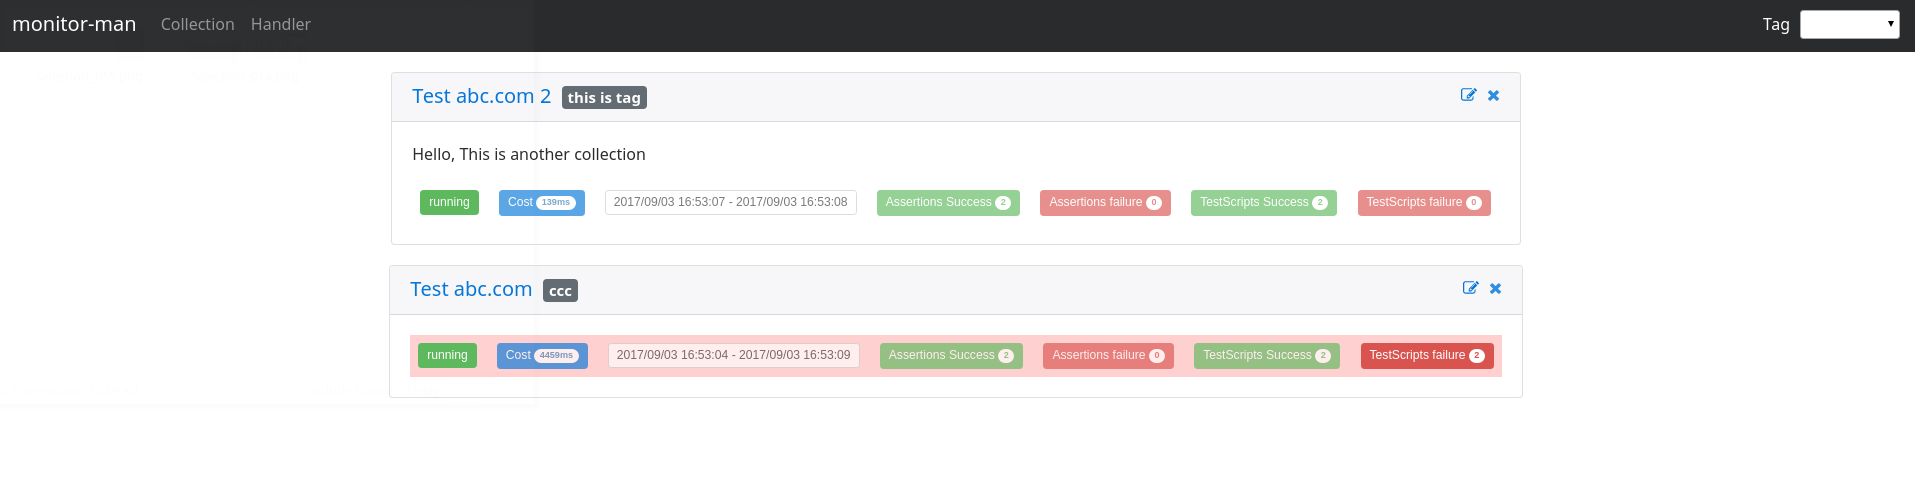 monitor-man Collection Handler Tag
Test abc.com 2 this is tag
Hello, This is another collection
running Cost 139ms 2017/09/03 16:53:07 - 2017/09/03 16:53:08 Assertions Success 2 Assertions failure 0 TestScripts Success 2 TestScripts failure 0
Test abc.com ccc
running Cost 4459ms 2017/09/03 16:53:04 - 2017/09/03 16:53:09 Assertions Success 2 Assertions failure 0 TestScripts Success 2 TestScripts failure 2